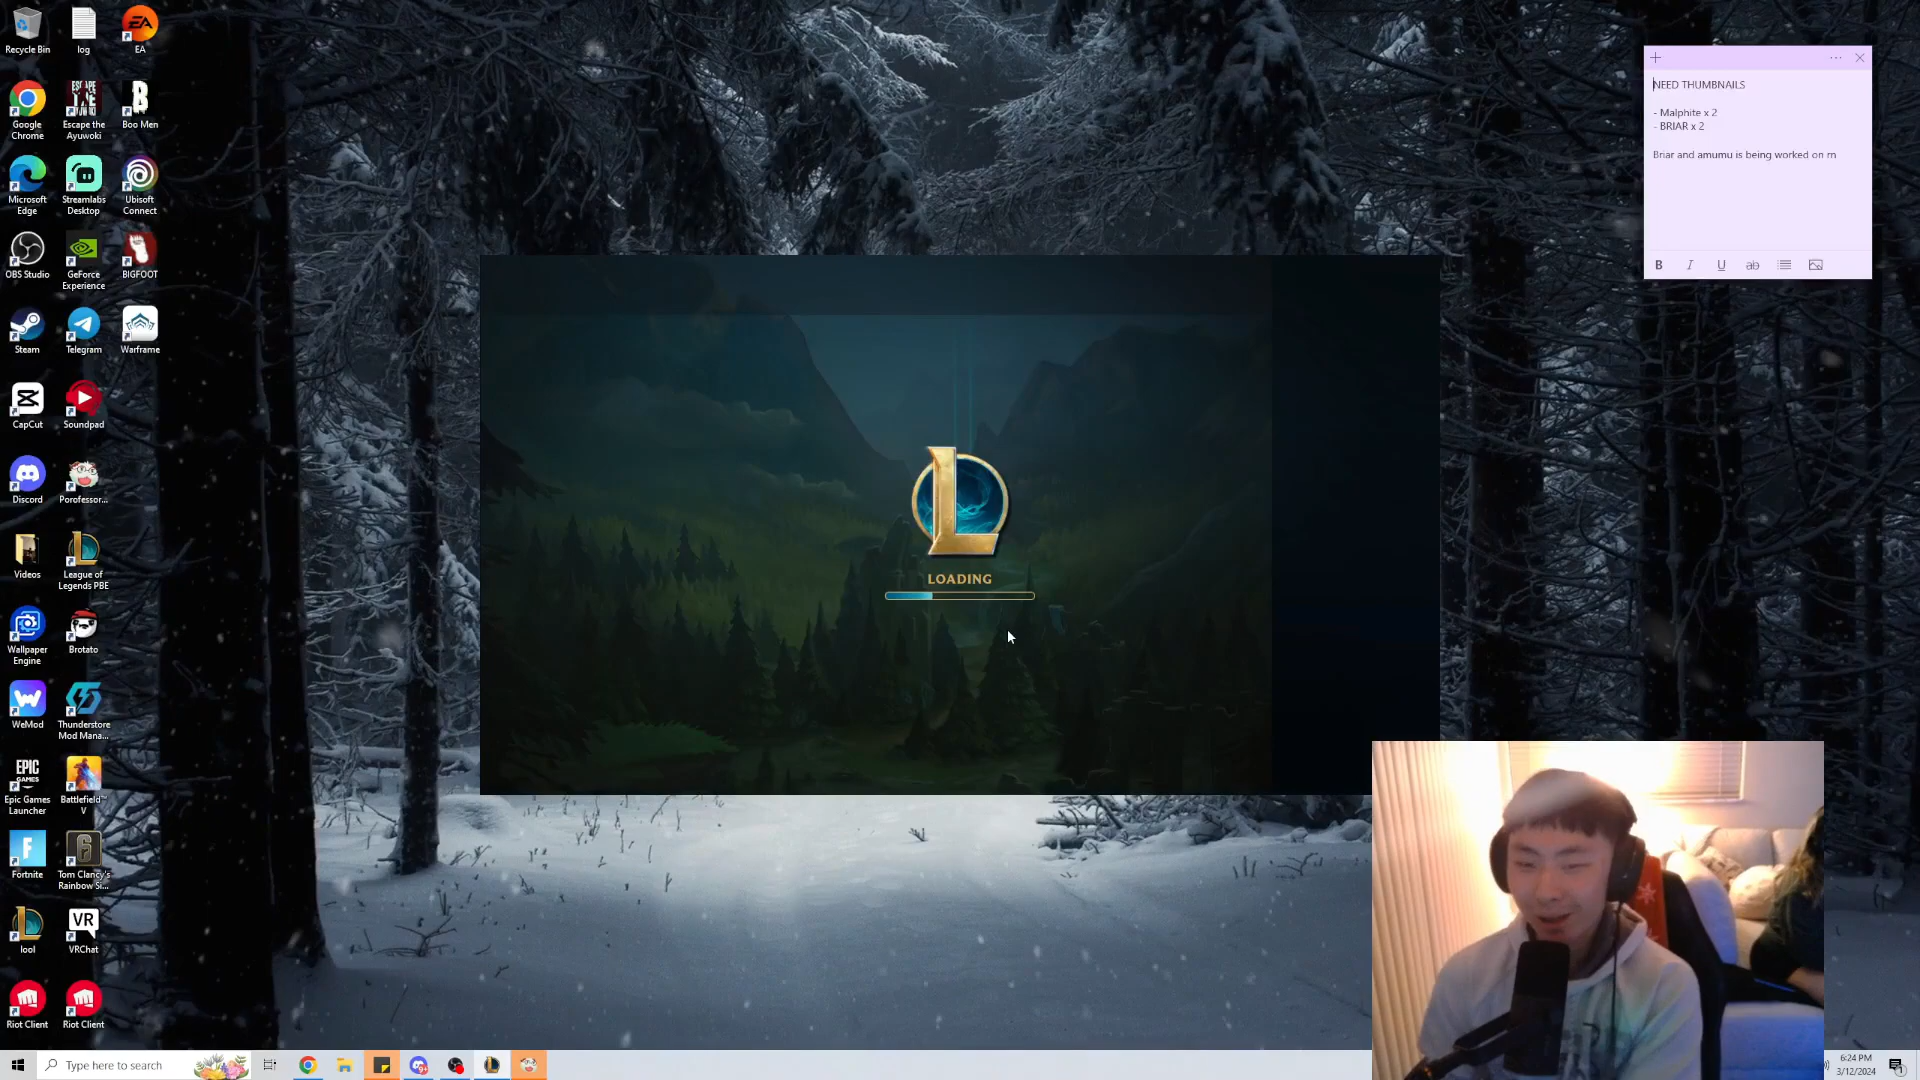 Recycle Bin
log
EA
Google Chrome
Escape the Ayuwoki
Boo Men
Microsoft Edge
Streamlabs Desktop
Ubisoft Connect
OBS Studio
GeForce Experience
BIGFOOT
Steam
Telegram
Warframe
CapCut
Soundpad
Discord
Porofessor...
Videos
League of Legends PBE
Wallpaper Engine
Brotato
WeMod
Thunderstore Mod Mana...
Epic Games Launcher
Battlefield™ V
Fortnite
Tom Clancy's Rainbow Si...
lool
VRChat
Riot Client
Riot Client
LOADING
NEED THUMBNAILS
- Malphite x 2
- BRIAR x 2
Briar and amumu is being worked on rn
B I U ab
Type here to search
6:24 PM
3/12/2024